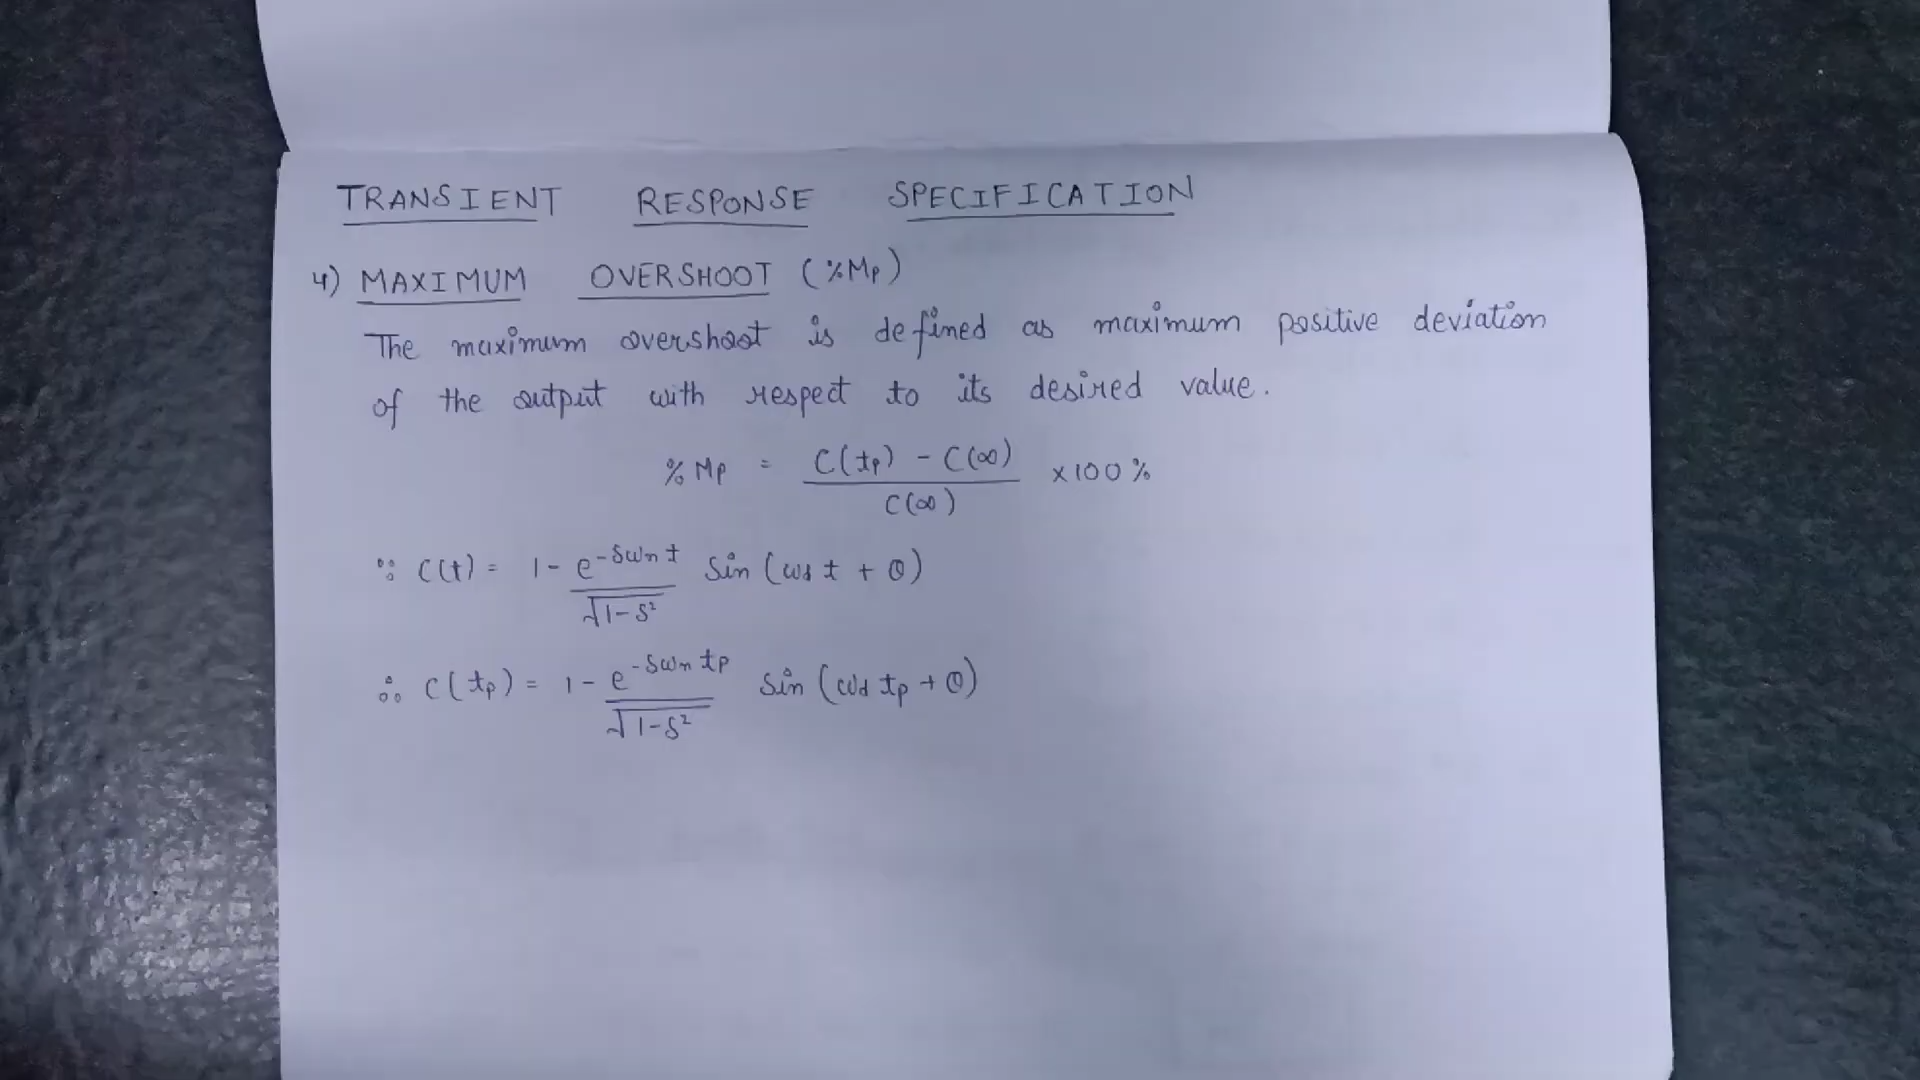 TRANSIENT RESPONSE SPECIFICATION
4) MAXIMUM OVERSHOOT (%Mp)
The maximum overshoot is defined as maximum positive deviation
of the output with respect to its desired value.
%Mp = C(tp) - C(∞) / C(∞) ×100%
∵ C(t) = 1 - e^-δωnt / √1-δ² Sin (ωd t + θ)
∴ C(tp) = 1 - e^-δωn tp / √1-δ² Sin (ωd tp + θ)